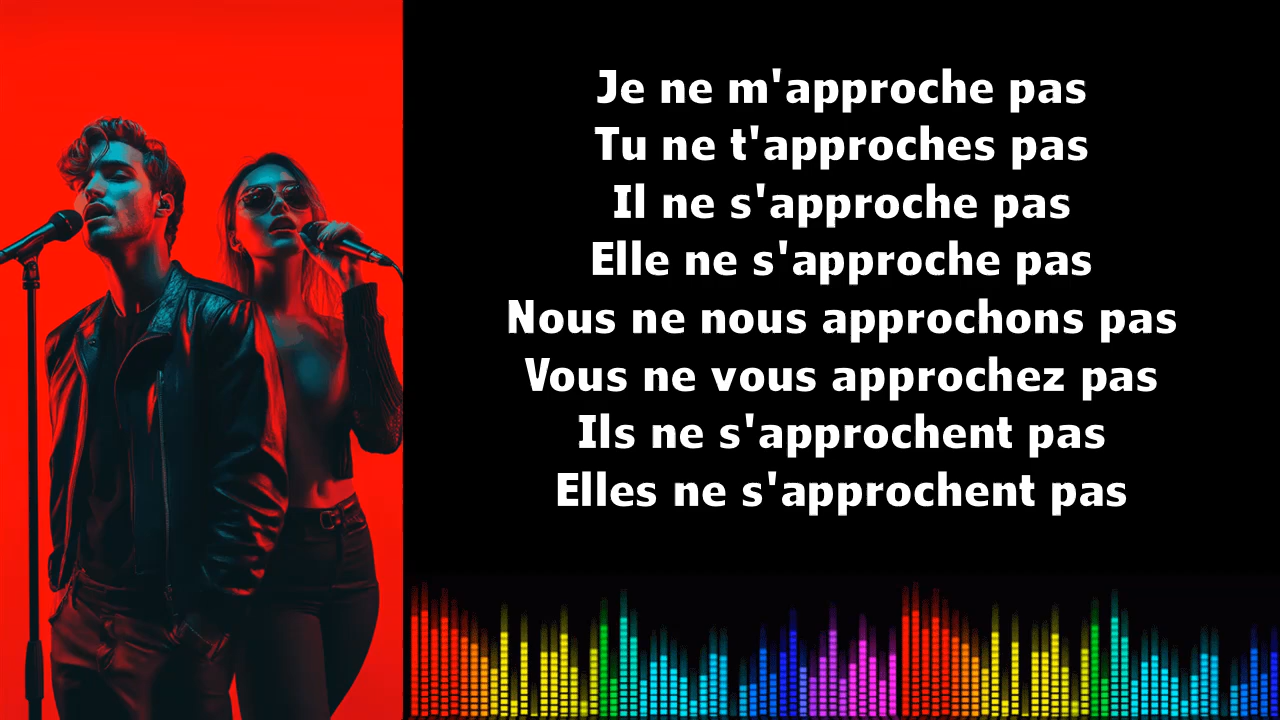 Je ne m'approche pas
Tu ne t'approches pas
Il ne s'approche pas
Elle ne s'approche pas
Nous ne nous approchons pas
Vous ne vous approchez pas
Ils ne s'approchent pas
Elles ne s'approchent pas